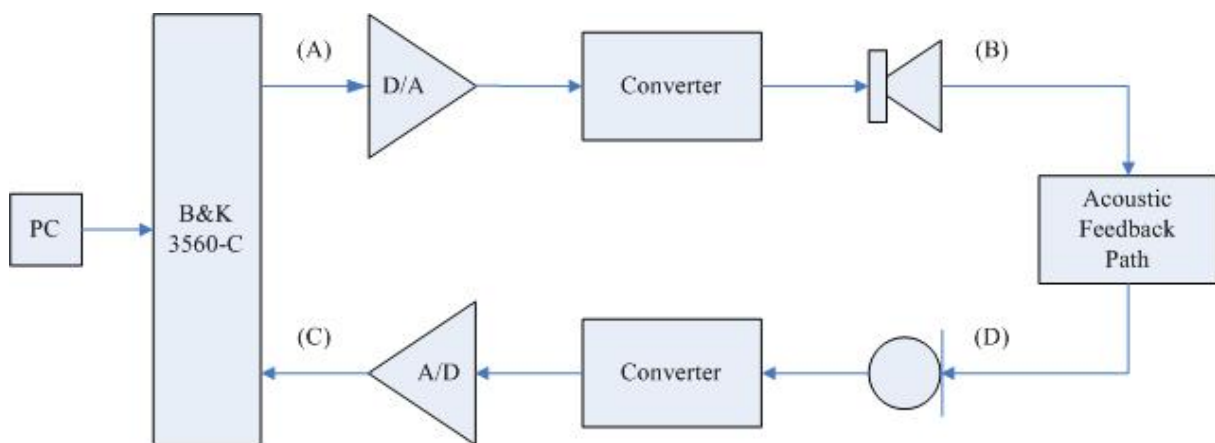 (A)
D/A
Converter
(B)
PC
B&K
3560-C
Acoustic
Feedback
Path
(C)
A/D
Converter
(D)